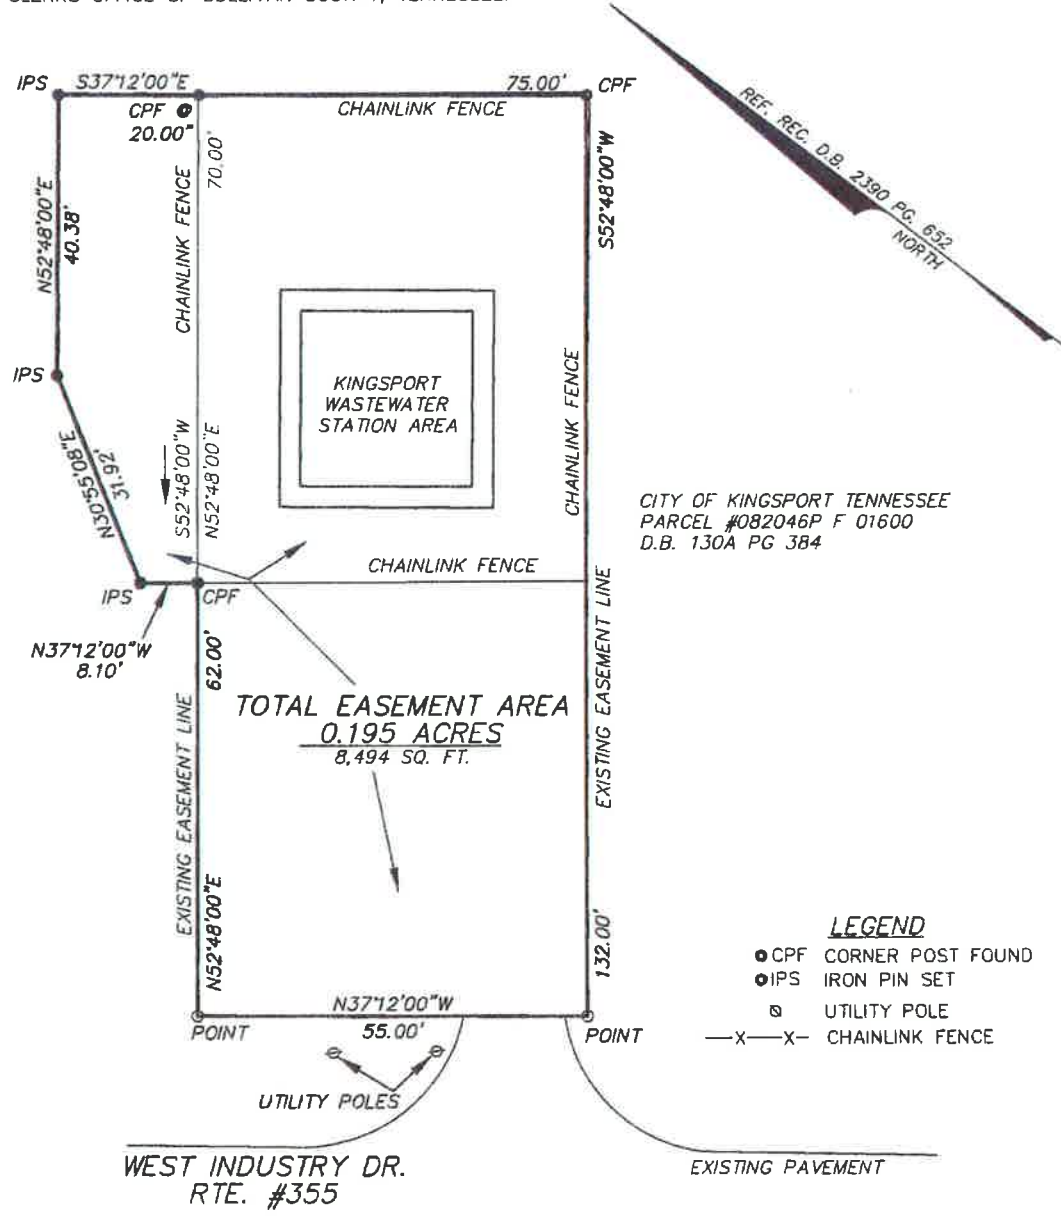 IPS
S37°12'00"E
75.00'
CPF
CPF
20.00"
CHAINLINK FENCE
REF. REC. D.B. 2390 PG. 652
NORTH
N52°48'00"E
40.38'
CHAINLINK FENCE
70.00'
S52°48'00"W
IPS
KINGSPORT
WASTEWATER
STATION AREA
CHAINLINK FENCE
N30°55'08"E
31.92'
S52°48'00"W
N52°48'00"E
CITY OF KINGSPORT TENNESSEE
PARCEL #082046P F 01600
D.B. 130A PG 384
CHAINLINK FENCE
IPS
CPF
N37°12'00"W
8.10'
62.00'
EXISTING EASEMENT LINE
TOTAL EASEMENT AREA
0.195 ACRES
8,494 SQ. FT.
EXISTING EASEMENT LINE
N52°48'00"E
132.00'
LEGEND
CPF CORNER POST FOUND
IPS IRON PIN SET
UTILITY POLE
—X—X— CHAINLINK FENCE
N37°12'00"W
POINT
55.00'
POINT
UTILITY POLES
WEST INDUSTRY DR.
RTE. #355
EXISTING PAVEMENT